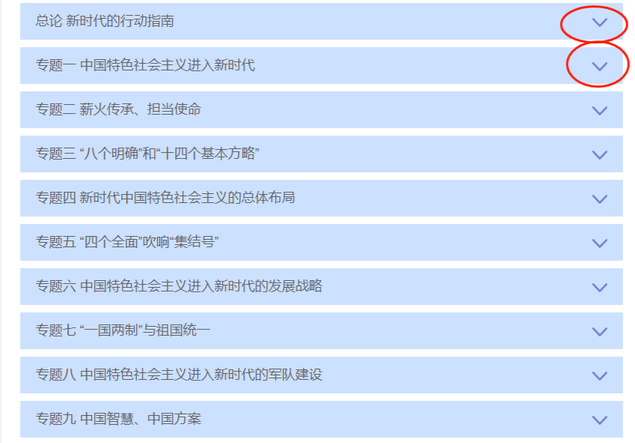 总论 新时代的行动指南
专题一 中国特色社会主义进入新时代
专题二 薪火传承、担当使命
专题三 “八个明确”和“十四个基本方略”
专题四 新时代中国特色社会主义的总体布局
专题五 “四个全面”吹响“集结号”
专题六 中国特色社会主义进入新时代的发展战略
专题七 “一国两制”与祖国统一
专题八 中国特色社会主义进入新时代的军队建设
专题九 中国智慧、中国方案